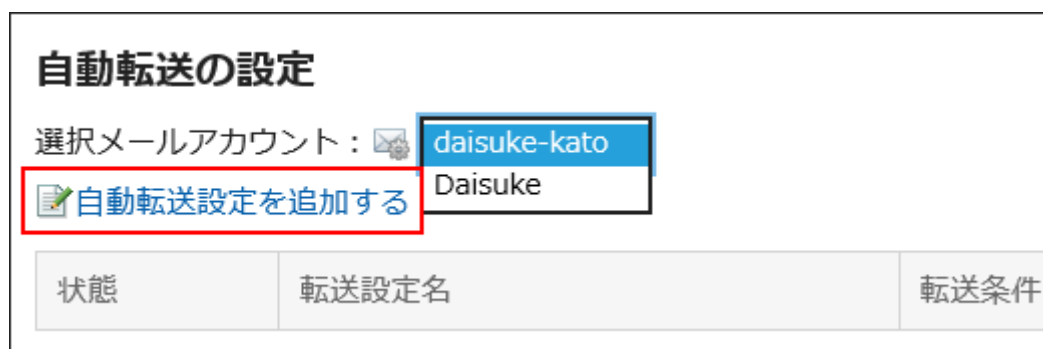 自動転送の設定
選択メールアカウント： daisuke-kato
Daisuke
自動転送設定を追加する
状態 転送設定名 転送条件